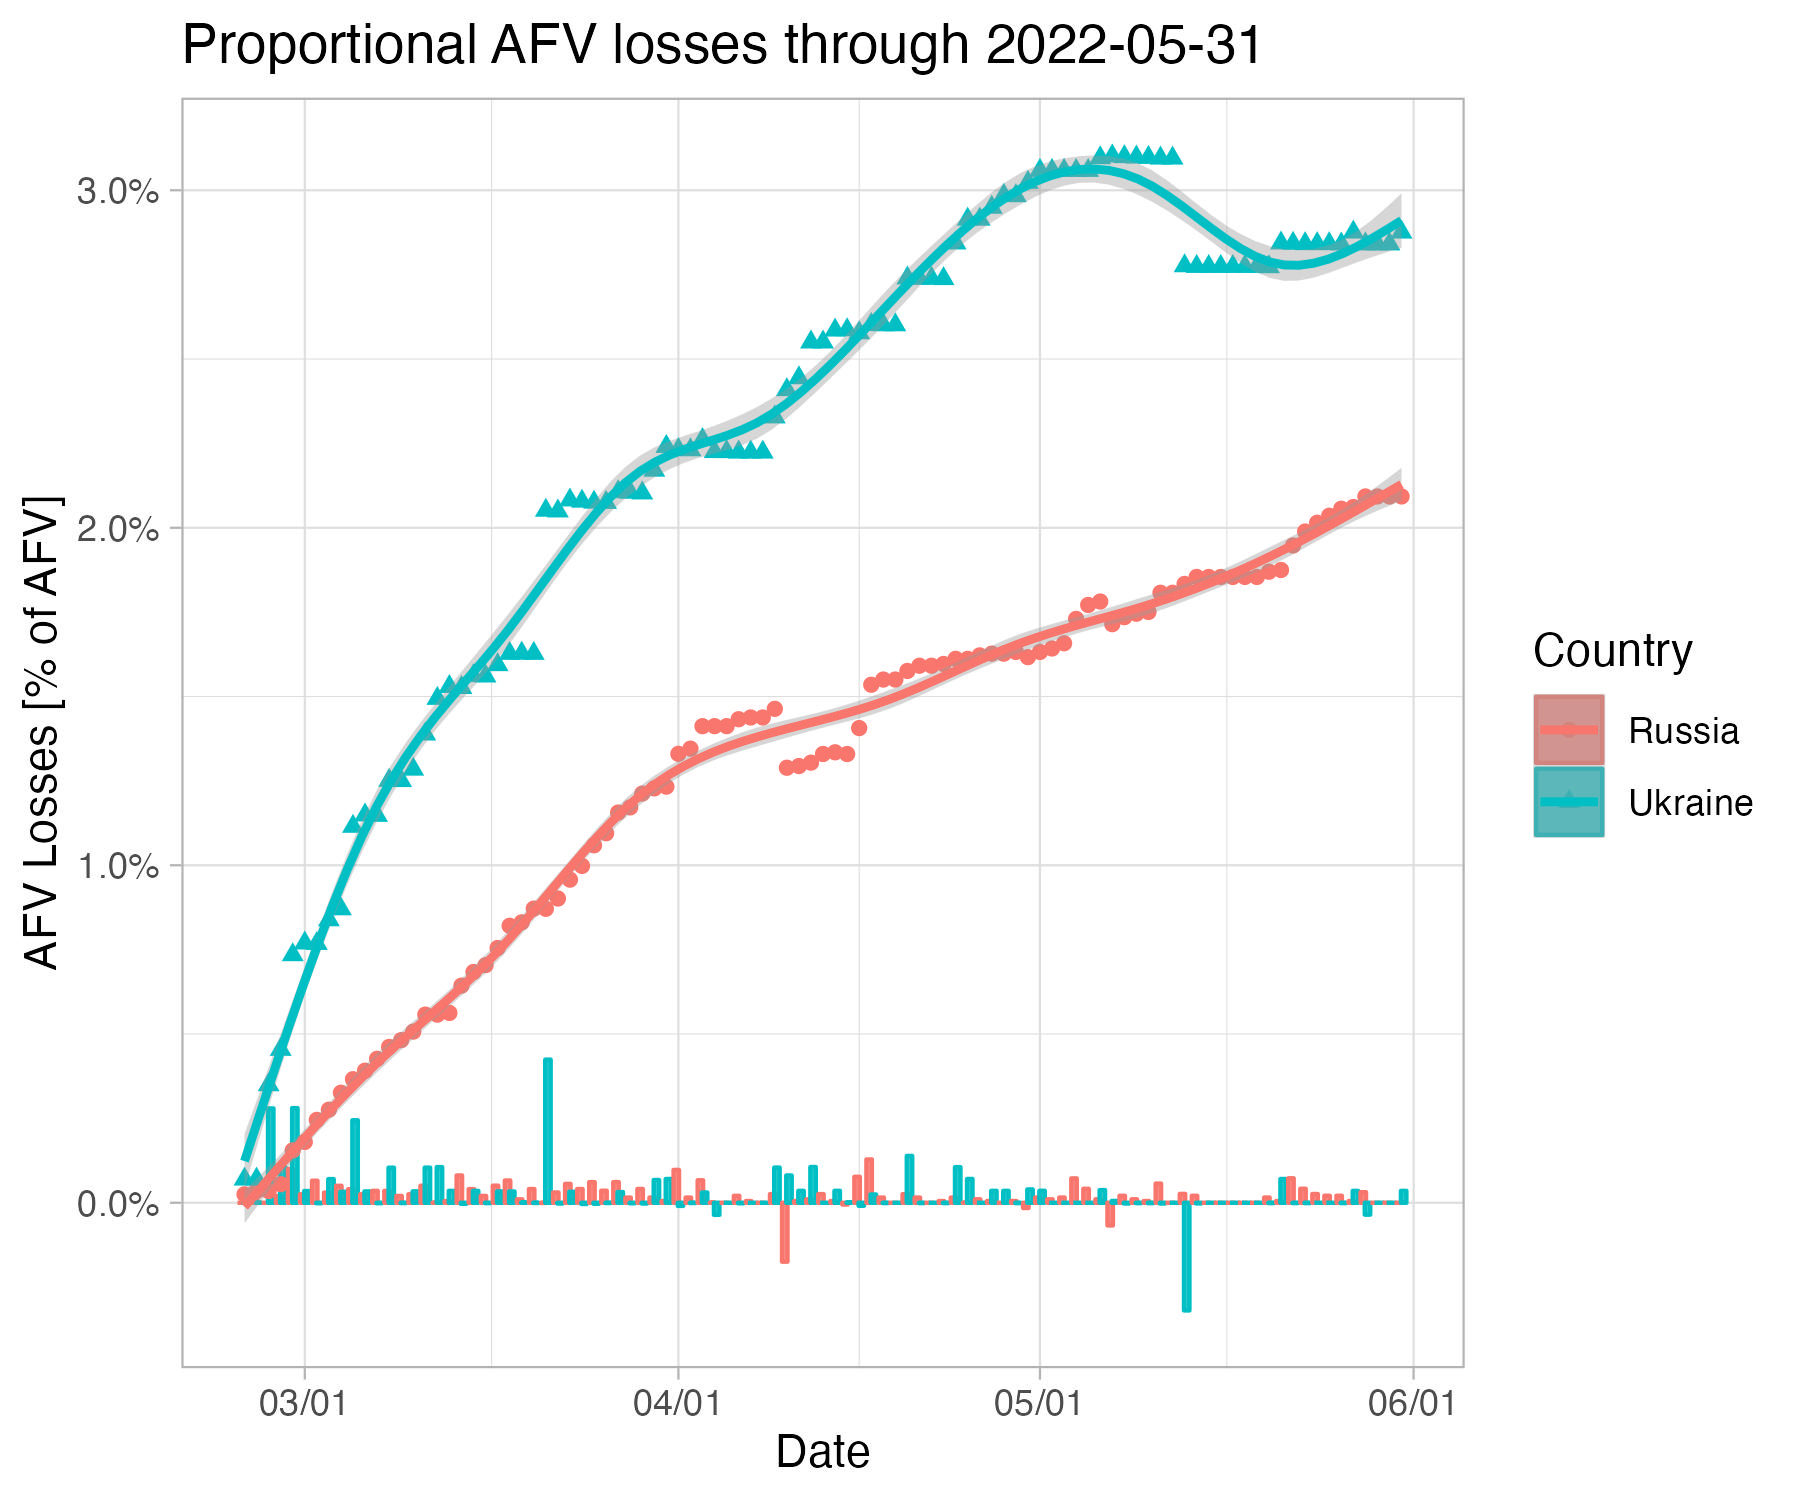 Proportional AFV losses through 2022-05-31
AFV Losses [% of AFV]
3.0%
2.0%
1.0%
0.0%
03/01
04/01
05/01
06/01
Date
Country
Russia
Ukraine